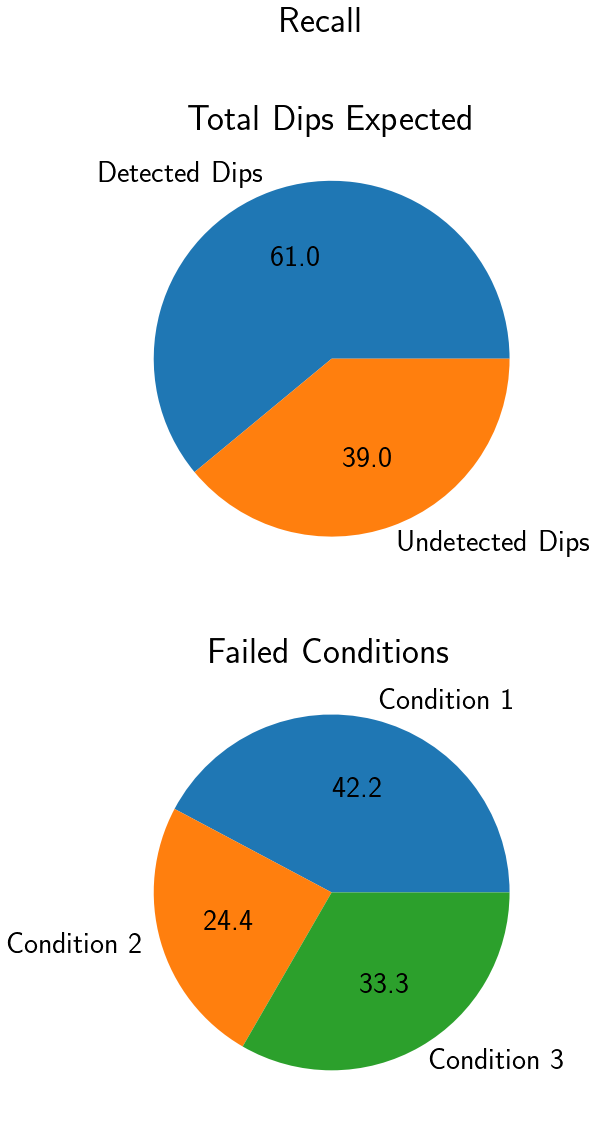 Recall
Total Dips Expected
Detected Dips
61.0
39.0
Undetected Dips
Failed Conditions
Condition 1
42.2
24.4
Condition 2
33.3
Condition 3